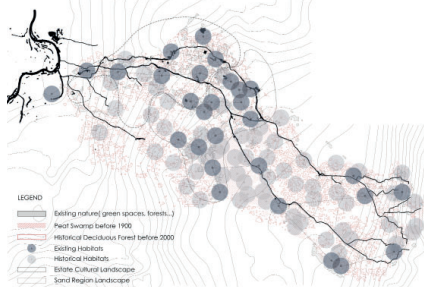 LEGEND
Existing nature( green spaces, forests...)
Peat Swamp before 1900
Historical Deciduous Forest before 2000
Existing Habitats
Historical Habitats
Estate Cultural Landscape
Sand Region Landscape